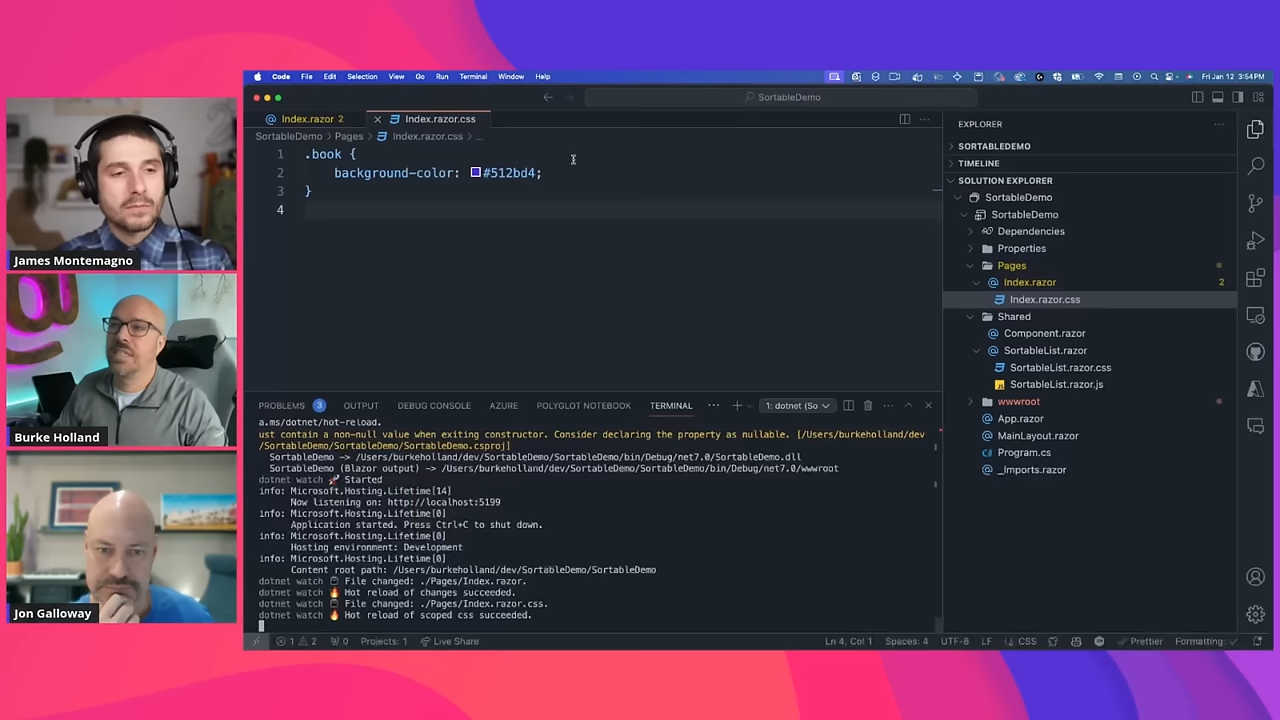 Code File Edit Selection View Go Run Terminal Window Help
Fri Jan 12 3:54PM
SortableDemo
Index.razor 2
Index.razor.css
SortableDemo > Pages > Index.razor.css > ...
1 .book {
2 background-color: #512bd4;
3 }
4
EXPLORER
SORTABLEDEMO
TIMELINE
SOLUTION EXPLORER
SortableDemo
SortableDemo
Dependencies
Properties
Pages
Index.razor 2
Index.razor.css
Shared
Component.razor
SortableList.razor
SortableList.razor.css
SortableList.razor.js
wwwroot
App.razor
MainLayout.razor
Program.cs
_Imports.razor
James Montemagno
Burke Holland
Jon Galloway
PROBLEMS 3 OUTPUT DEBUG CONSOLE AZURE POLYGLOT NOTEBOOK TERMINAL ... 1: dotnet (So
a.ms/dotnet/hot-reload.
ust contain a non-null value when exiting constructor. Consider declaring the property as nullable. [/Users/burkeholland/dev
/SortableDemo/SortableDemo/SortableDemo.csproj]
SortableDemo -> /Users/burkeholland/dev/SortableDemo/SortableDemo/bin/Debug/net7.0/SortableDemo.dll
SortableDemo (Blazor output) -> /Users/burkeholland/dev/SortableDemo/SortableDemo/bin/Debug/net7.0/wwwroot
dotnet watch 🚀 Started
info: Microsoft.Hosting.Lifetime[14]
Now listening on: http://localhost:5199
info: Microsoft.Hosting.Lifetime[0]
Application started. Press Ctrl+C to shut down.
info: Microsoft.Hosting.Lifetime[0]
Hosting environment: Development
info: Microsoft.Hosting.Lifetime[0]
Content root path: /Users/burkeholland/dev/SortableDemo/SortableDemo
dotnet watch ⌚ File changed: ./Pages/Index.razor.
dotnet watch 🔥 Hot reload of changes succeeded.
dotnet watch ⌚ File changed: ./Pages/Index.razor.css.
dotnet watch 🔥 Hot reload of scoped css succeeded.
1 2 0 Projects: 1 Live Share Ln 4, Col 1 Spaces: 4 UTF-8 LF CSS Prettier Formatting: ✓